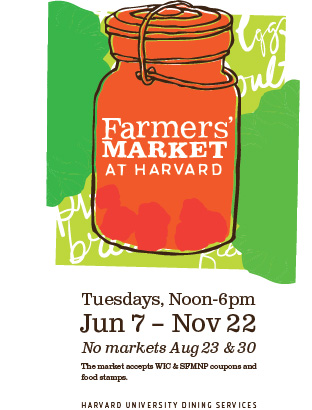 Farmers'
MARKET
AT HARVARD
Tuesdays, Noon-6pm
Jun 7 – Nov 22
No markets Aug 23 & 30
The market accepts WIC & SFMNP coupons and
food stamps.
HARVARD UNIVERSITY DINING SERVICES